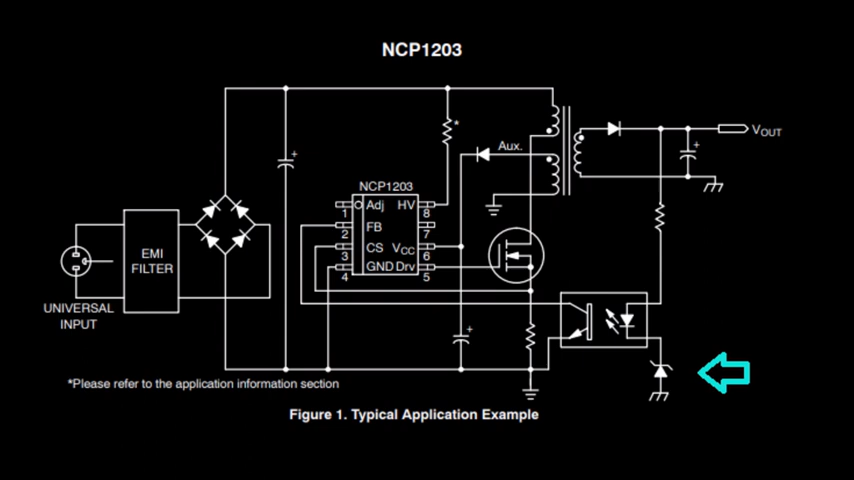 NCP1203
*
Aux.
VOUT
NCP1203
Adj HV
1 8
FB
2 7
CS VCC
3 6
GND Drv
4 5
EMI
FILTER
UNIVERSAL
INPUT
+
+
+
*Please refer to the application information section
Figure 1. Typical Application Example